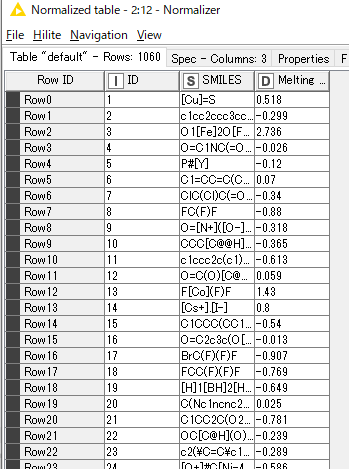 Normalized table - 2:12 - Normalizer
File Hilite Navigation View
Table "default" - Rows: 1060 Spec - Columns: 3 Properties F
Row ID I ID S SMILES D Melting ...
Row0 1 [Cu]=S 0.518
Row1 2 c1cc2ccc3cc... -0.299
Row2 3 O1[Fe]2O[F... 2.736
Row3 4 O=C1NC(=O... -0.026
Row4 5 P#[Y] -0.12
Row5 6 C1=CC=C(C... 0.07
Row6 7 ClC(Cl)C(=O... -0.34
Row7 8 FC(F)F -0.88
Row8 9 O=[N+]([O-]... -0.318
Row9 10 CCC[C@@H]... -0.365
Row10 11 c1ccc2c(c1)... -0.613
Row11 12 O=C(O)[C@... 0.059
Row12 13 F[Co](F)F 1.43
Row13 14 [Cs+].[I-] 0.8
Row14 15 C1CCC(CC1... -0.54
Row15 16 O=C2c3c(O[... -0.013
Row16 17 BrC(F)(F)F -0.907
Row17 18 FCC(F)(F)F -0.769
Row18 19 [H]1[BH]2[H... -0.649
Row19 20 C(Nc1ncnc2... 0.025
Row20 21 C1CC2C(O2... -0.781
Row21 22 OC[C@H](O)... -0.239
Row22 23 c2(\C=C\c1... -0.289
Row23 24 [O+]#C[Ni-4... -0.586